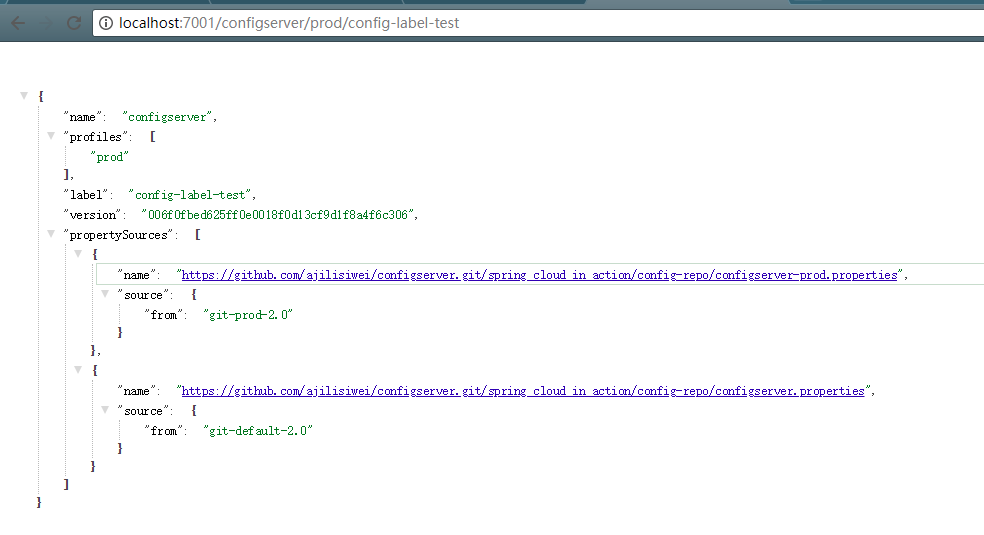 localhost:7001/configserver/prod/config-label-test
{
"name": "configserver",
"profiles": [
"prod"
],
"label": "config-label-test",
"version": "006f0fbed625ff0e0018f0d13cf9d1f8a4f6c306",
"propertySources": [
{
"name": "https://github.com/ajilisiwei/configserver.git/spring_cloud_in_action/config-repo/configserver-prod.properties",
"source": {
"from": "git-prod-2.0"
}
},
{
"name": "https://github.com/ajilisiwei/configserver.git/spring_cloud_in_action/config-repo/configserver.properties",
"source": {
"from": "git-default-2.0"
}
}
]
}